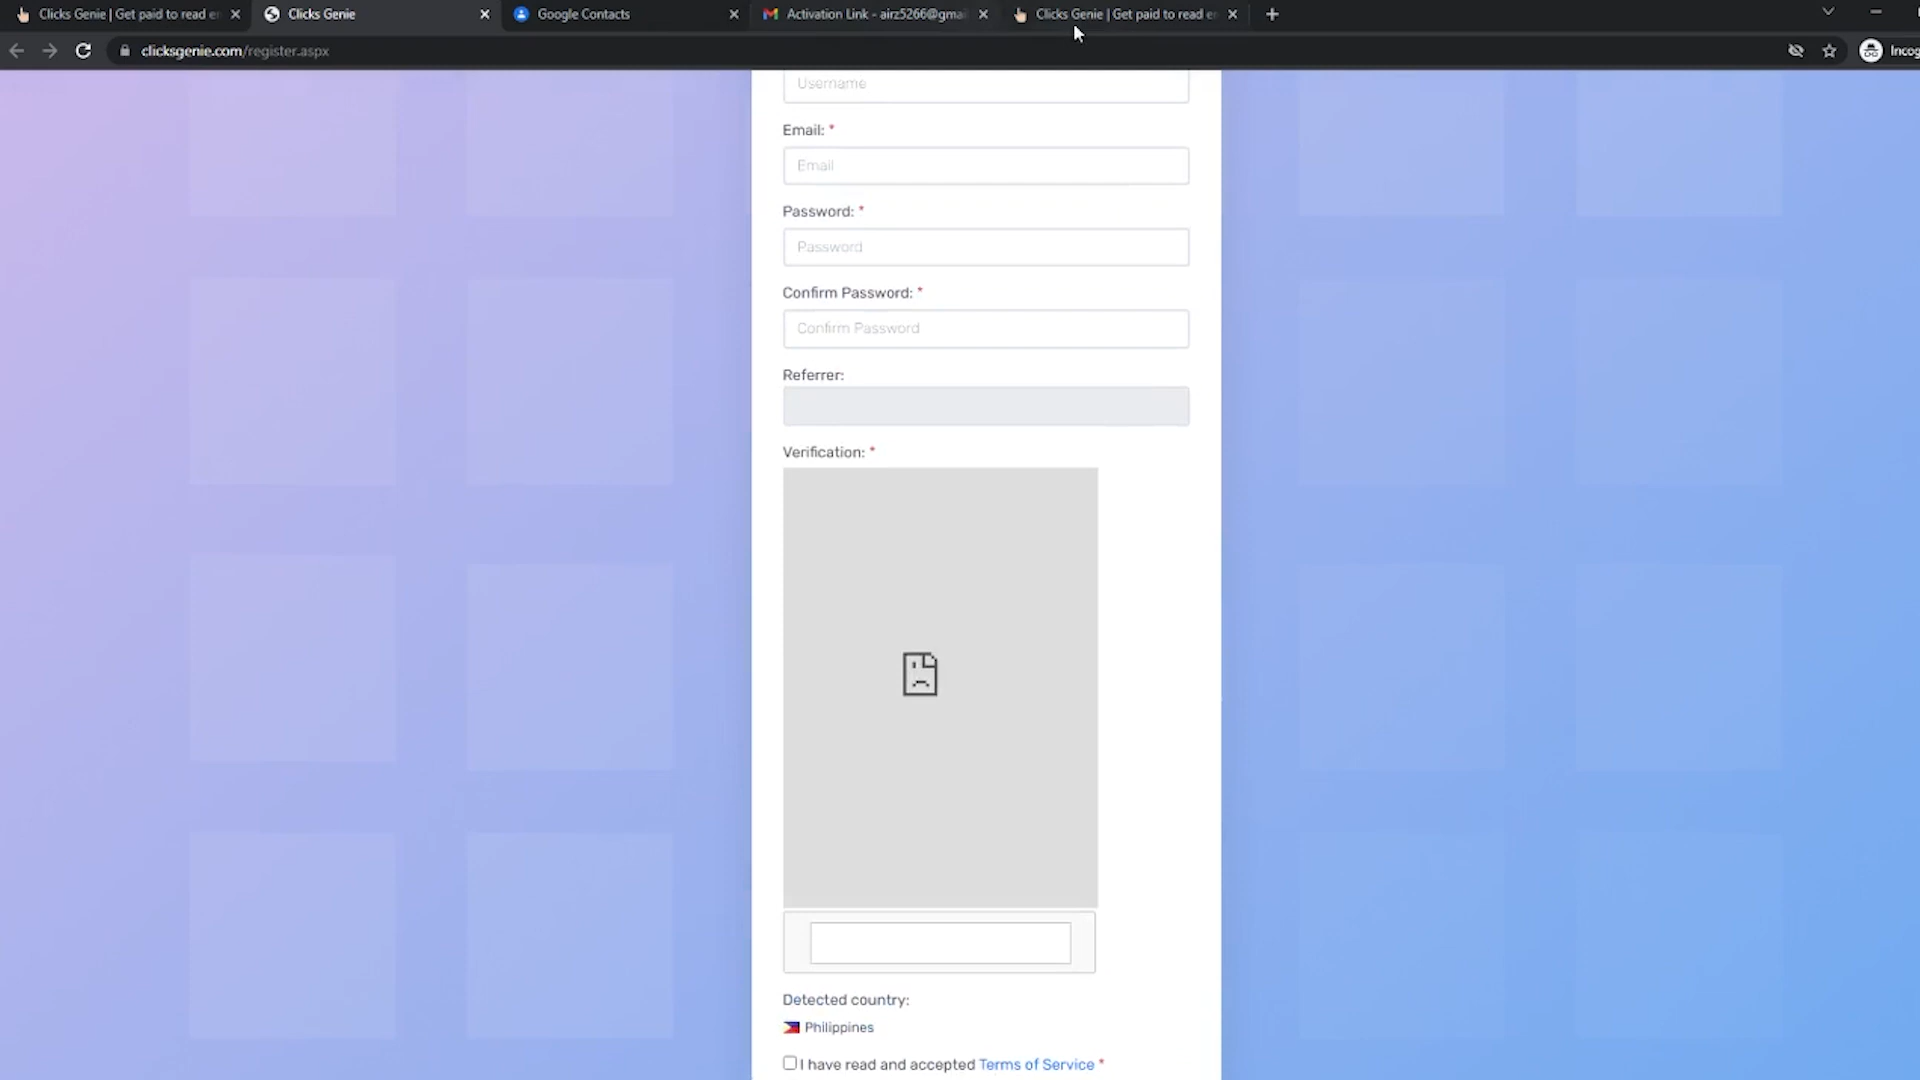 Clicks Genie | Get paid to read e
Clicks Genie
Google Contacts
Activation Link - airz5266@gma
Clicks Genie | Get paid to read e
clicksgenie.com/register.aspx
Incog
Username
Email: *
Email
Password: *
Password
Confirm Password: *
Confirm Password
Referrer:
Verification: *
Detected country:
Philippines
I have read and accepted Terms of Service *